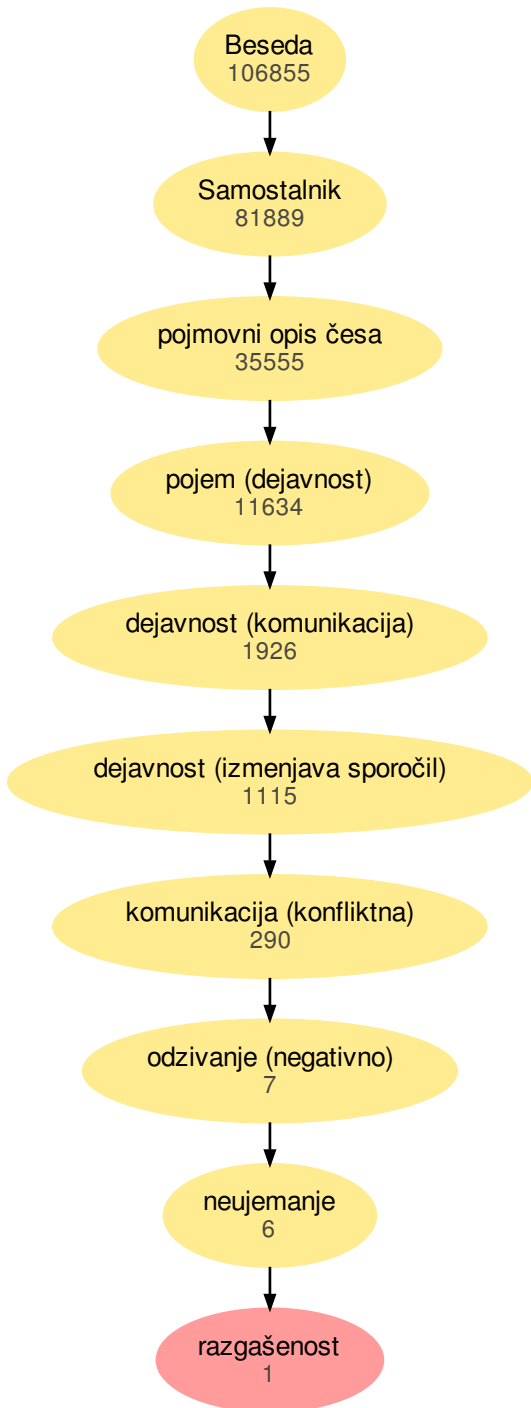 Beseda
106855
Samostalnik
81889
pojmovni opis česa
35555
pojem (dejavnost)
11634
dejavnost (komunikacija)
1926
dejavnost (izmenjava sporočil)
1115
komunikacija (konfliktna)
290
odzivanje (negativno)
7
neujemanje
6
razgašenost
1